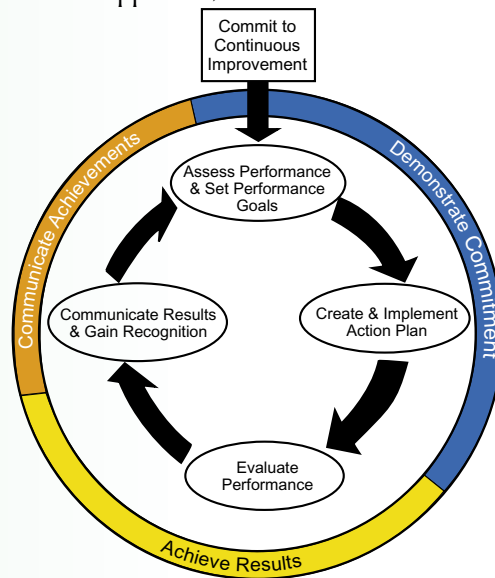 Commit to
Continuous
Improvement
Assess Performance
& Set Performance
Goals
Demonstrate Commitment
Communicate Achievements
Communicate Results
& Gain Recognition
Create & Implement
Action Plan
Evaluate
Performance
Achieve Results